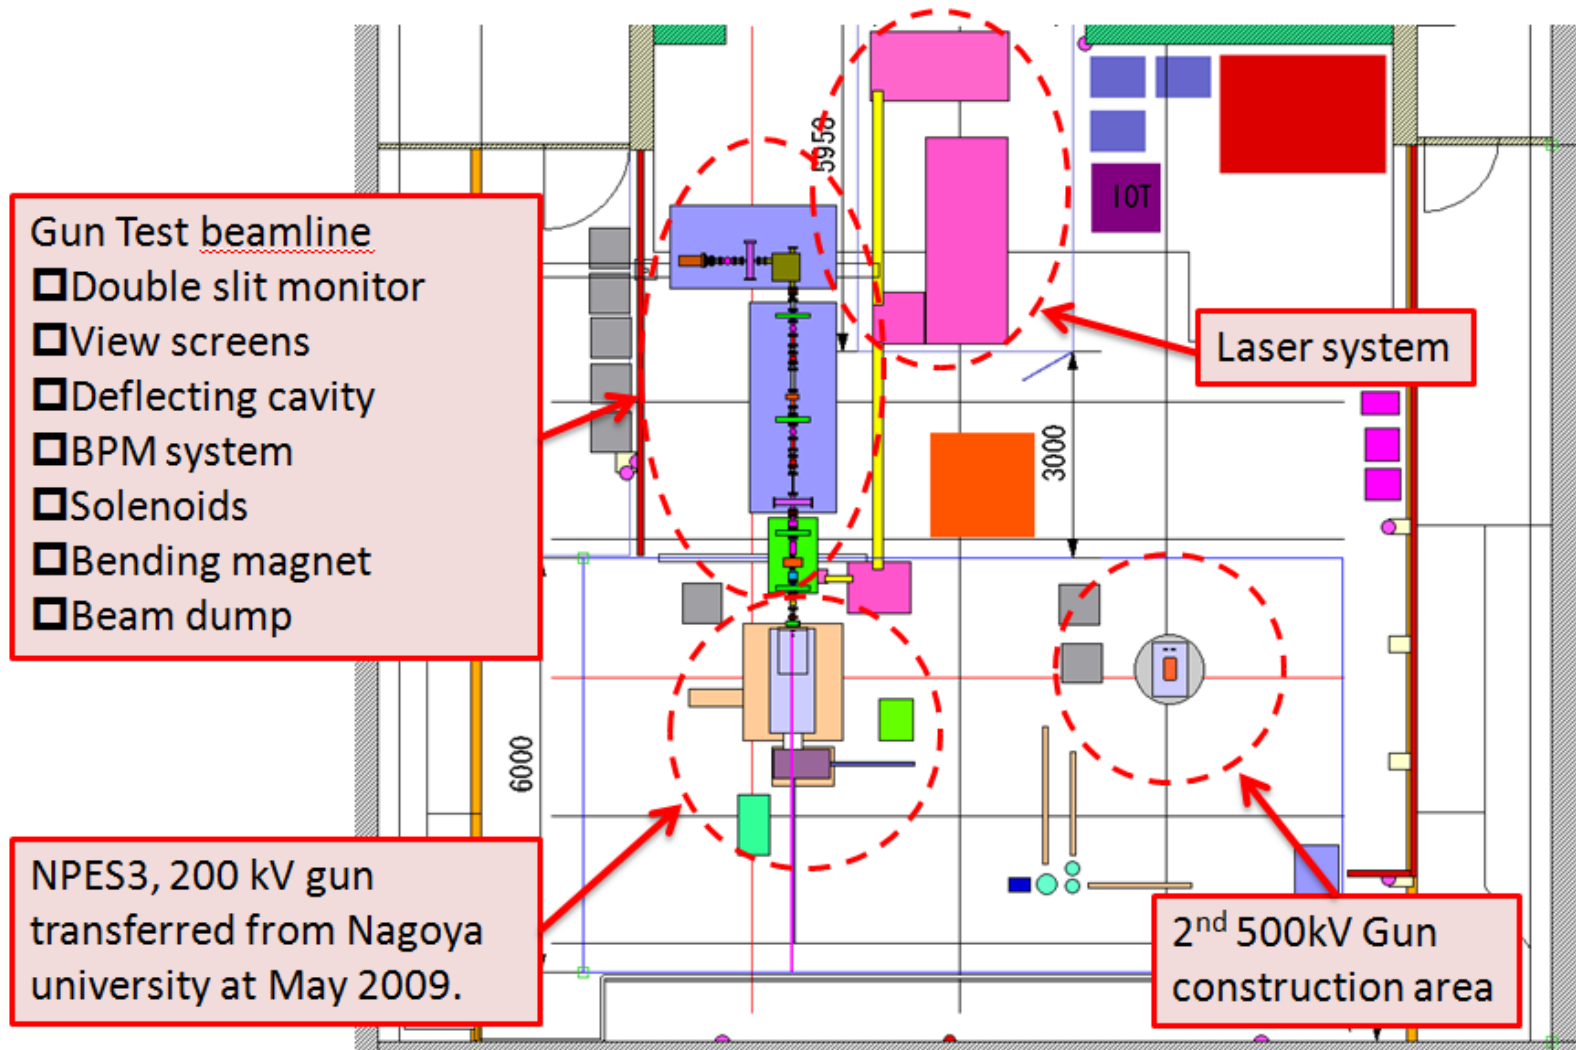 5950
IOT
Gun Test beamline
Double slit monitor
View screens
Deflecting cavity
BPM system
Solenoids
Bending magnet
Beam dump
Laser system
3000
6000
NPES3, 200 kV gun
transferred from Nagoya
university at May 2009.
2nd 500kV Gun
construction area